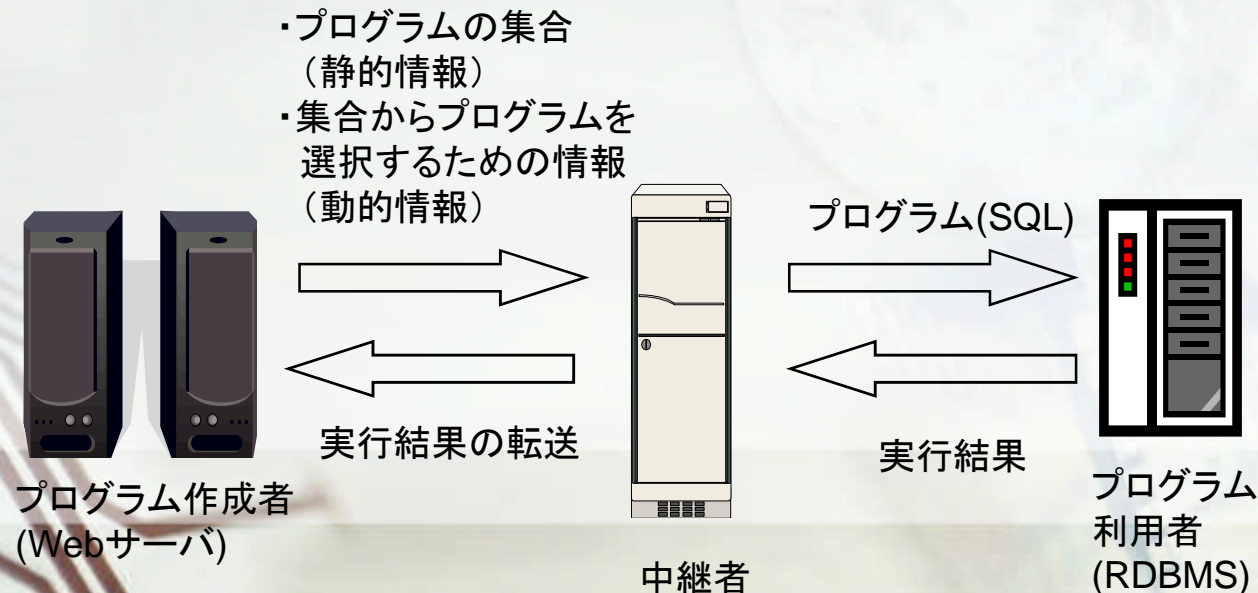 ・プログラムの集合
（静的情報）
・集合からプログラムを
選択するための情報
（動的情報）
プログラム(SQL)
実行結果の転送
実行結果
プログラム作成者
(Webサーバ)
中継者
プログラム
利用者
(RDBMS)